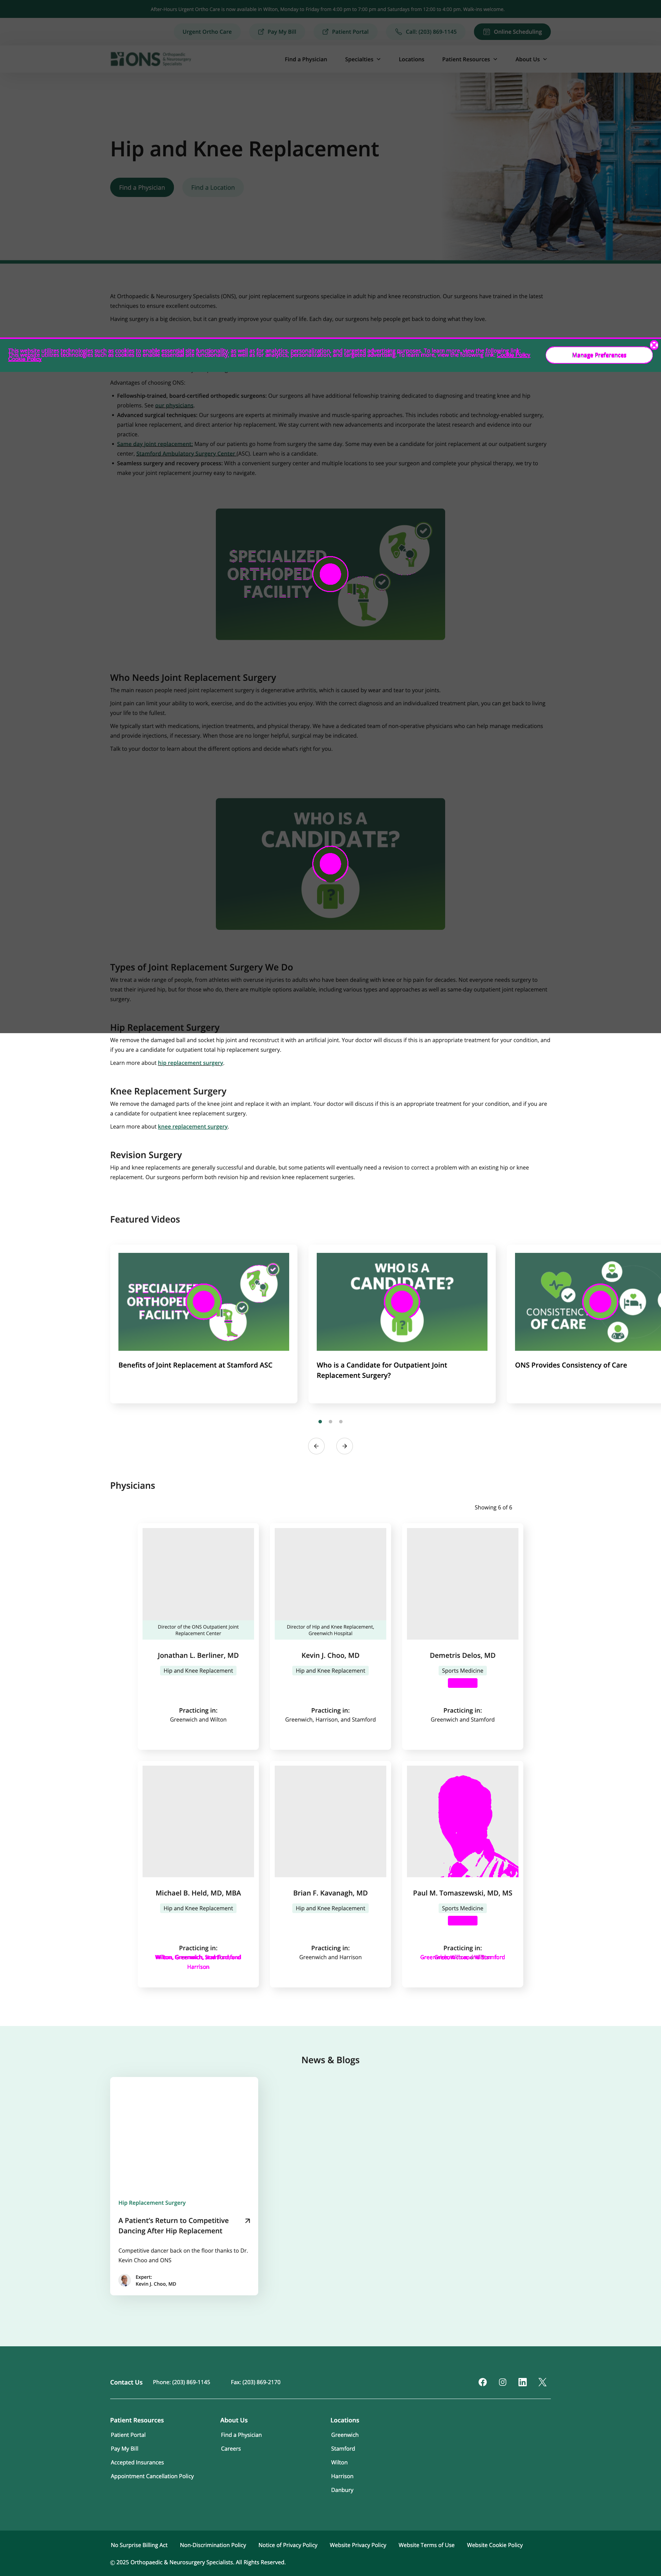 After-Hours Urgent Ortho Care is now available in Wilton, Monday to Friday from 4:00 pm to 7:00 pm and Saturdays from 12:00 to 4:00 pm. Walk-ins welcome.
Urgent Ortho Care
Pay My Bill
Patient Portal
Call: (203) 869-1145
Online Scheduling
ONS Orthopaedic & Neurosurgery Specialists
Find a Physician
Specialties
Locations
Patient Resources
About Us
Hip and Knee Replacement
Find a Physician
Find a Location
At Orthopaedic & Neurosurgery Specialists (ONS), our joint replacement surgeons specialize in adult hip and knee reconstruction. Our surgeons have trained in the latest
techniques to ensure excellent outcomes.
Having surgery is a big decision, but it can greatly improve your quality of life. Each day, our surgeons help people get back to doing what they love.
Manage Preferences
Advantages of choosing ONS:
• Fellowship-trained, board-certified orthopedic surgeons: Our surgeons all have additional fellowship training dedicated to diagnosing and treating knee and hip
problems. See our physicians.
• Advanced surgical techniques: Our surgeons are experts at minimally invasive and muscle-sparing approaches. This includes robotic and technology-assisted surgery, partial knee
replacement, and direct anterior hip replacement. We stay current with new advancements and incorporate the latest research and evidence into our
practice.
• Same day joint replacement: Many of our patients go home from surgery the same day. Some may even be a candidate for joint replacement at our outpatient surgery
center, Stamford Ambulatory Surgery Center (ASC). Learn who is a candidate.
• Seamless surgery and recovery process: With a convenient surgery center and multiple locations to see your surgeon and complete your physical therapy, we try to
make your joint replacement journey easy to navigate.
SPECIALIZED
ORTHOPED
FACILITY
Who Needs Joint Replacement Surgery
The main reason people need joint replacement surgery is degenerative arthritis, which is caused by wear and tear to your joints.
Joint pain can limit your ability to work, exercise, and do the activities you enjoy. With the correct diagnosis and an individualized treatment plan, you can get back to living
your life to the fullest.
We typically start with medications, injection treatments, and physical therapy. We have a dedicated team of non-operative physicians who can help manage medications
and provide injections, if necessary. When those are no longer helpful, surgical may be indicated.
Talk to your doctor to learn about the different options and decide what's right for you.
WHO IS A
CANDIDATE?
?
Types of Joint Replacement Surgery We Do
We treat a wide range of people, from athletes with overuse injuries to adults who have been dealing with knee or hip pain for decades. Not everyone needs surgery to
treat their injured hip, but for those who do, there are multiple options available, including various types and approaches as well as same-day outpatient joint replacement
surgery.
Hip Replacement Surgery
We remove the damaged ball and socket hip joint and reconstruct it with an artificial joint. Your doctor will discuss if this is an appropriate treatment for your condition, and
if you are a candidate for outpatient total hip replacement surgery.
Learn more about hip replacement surgery.
Knee Replacement Surgery
We remove the damaged parts of the knee joint and replace it with an implant. Your doctor will discuss if this is an appropriate treatment for your condition, and if you are
a candidate for outpatient knee replacement surgery.
Learn more about knee replacement surgery.
Revision Surgery
Hip and knee replacements are generally successful and durable, but some patients will eventually need a revision to correct a problem with an existing hip or knee
replacement. Our surgeons perform both revision hip and revision knee replacement surgeries.
Featured Videos
SPECIALIZED
ORTHOPED
FACILITY
WHO IS A
CANDIDATE?
?
CONSISTENCY
OF CARE
Benefits of Joint Replacement at Stamford ASC
Who is a Candidate for Outpatient Joint
Replacement Surgery?
ONS Provides Consistency of Care
Physicians
Showing 6 of 6
Director of the ONS Outpatient Joint
Replacement Center
Director of Hip and Knee Replacement,
Greenwich Hospital
Jonathan L. Berliner, MD
Kevin J. Choo, MD
Demetris Delos, MD
Hip and Knee Replacement
Hip and Knee Replacement
Sports Medicine
Practicing in:
Practicing in:
Practicing in:
Greenwich and Wilton
Greenwich, Harrison, and Stamford
Greenwich and Stamford
Michael B. Held, MD, MBA
Brian F. Kavanagh, MD
Paul M. Tomaszewski, MD, MS
Hip and Knee Replacement
Hip and Knee Replacement
Sports Medicine
Practicing in:
Practicing in:
Practicing in:
Greenwich and Harrison
Harrison
News & Blogs
Hip Replacement Surgery
A Patient's Return to Competitive
Dancing After Hip Replacement
Competitive dancer back on the floor thanks to Dr.
Kevin Choo and ONS
Expert:
Kevin J. Choo, MD
Contact Us
Phone: (203) 869-1145
Fax: (203) 869-2170
Patient Resources
About Us
Locations
Patient Portal
Find a Physician
Greenwich
Pay My Bill
Careers
Stamford
Accepted Insurances
Wilton
Appointment Cancellation Policy
Harrison
Danbury
No Surprise Billing Act
Non-Discrimination Policy
Notice of Privacy Policy
Website Privacy Policy
Website Terms of Use
Website Cookie Policy
© 2025 Orthopaedic & Neurosurgery Specialists. All Rights Reserved.